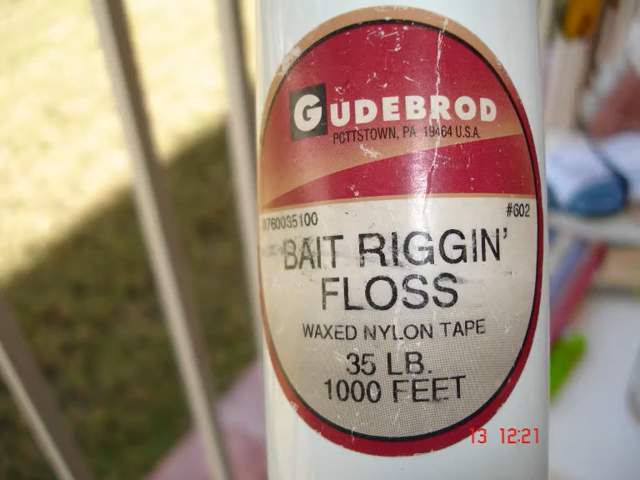 GUDEBROD
POTTSTOWN, PA 19464 U.S.A.
#760035100 #602
BAIT RIGGIN'
FLOSS
WAXED NYLON TAPE
35 LB.
1000 FEET
13 12:21